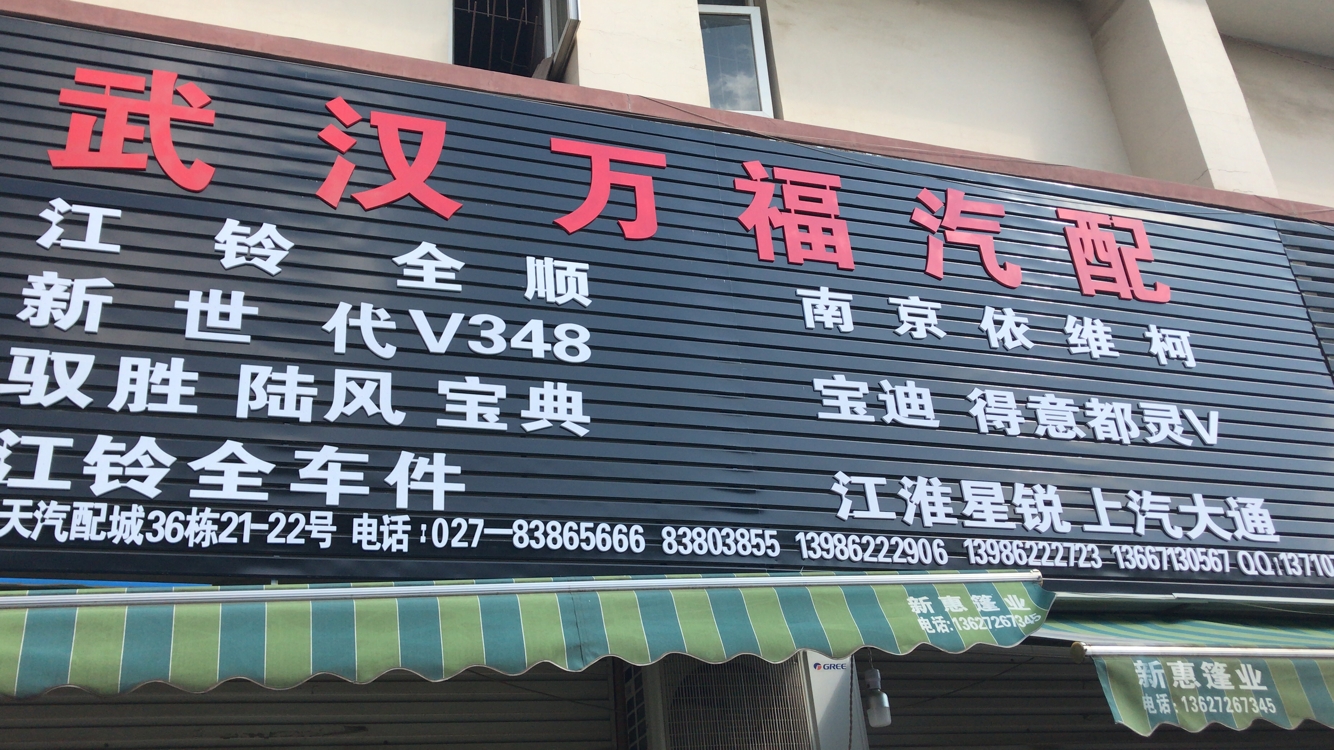 武汉万福汽配
江铃全顺
新世代V348
驭胜 陆风 宝典
江铃全车件
南京依维柯
宝迪 得意都灵V
江淮星锐 上汽大通
天汽配城36栋21-22号 电话:027-83865666 83803855 13986222906 13986222723 13667130567 QQ:13710
新惠篷业
电话:13627267345
GREE
新惠篷业
电话:13627267345